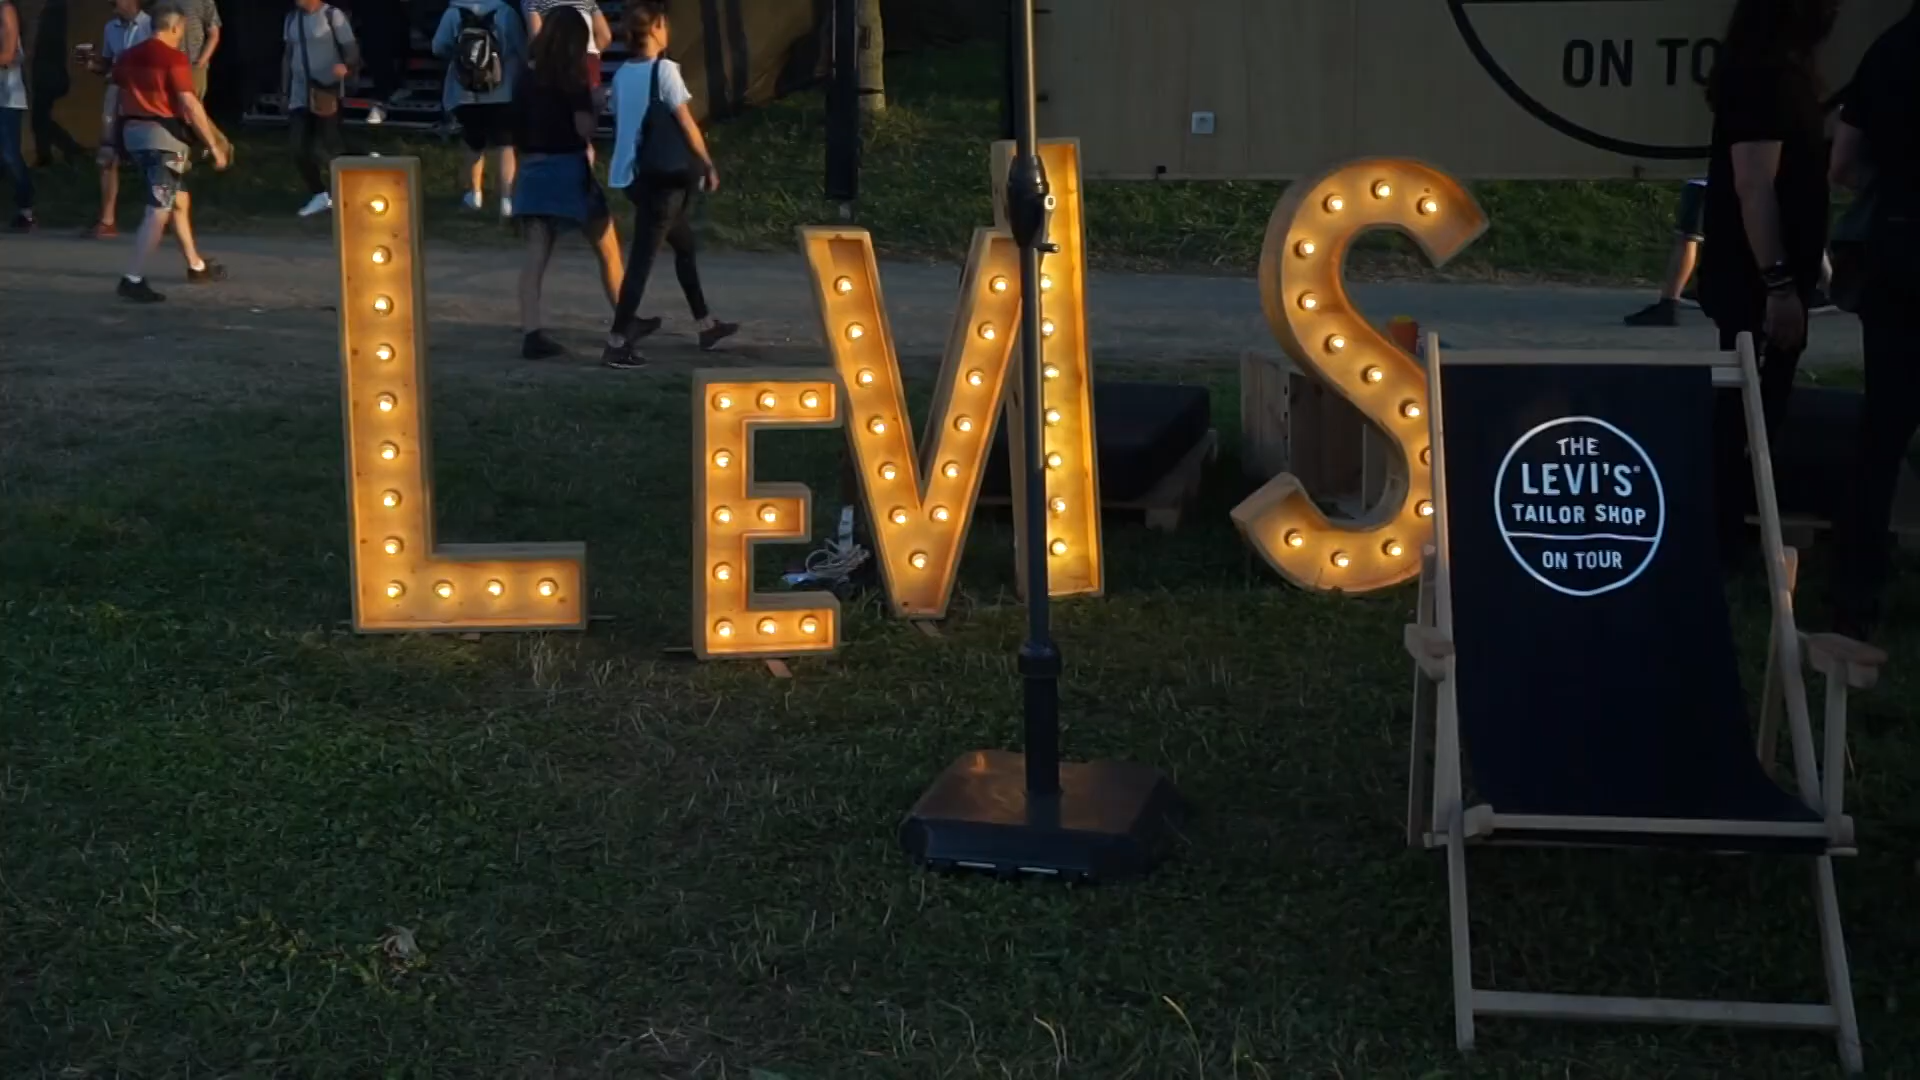 ON TO
LeVIS
THE
LEVI'S®
TAILOR SHOP
ON TOUR